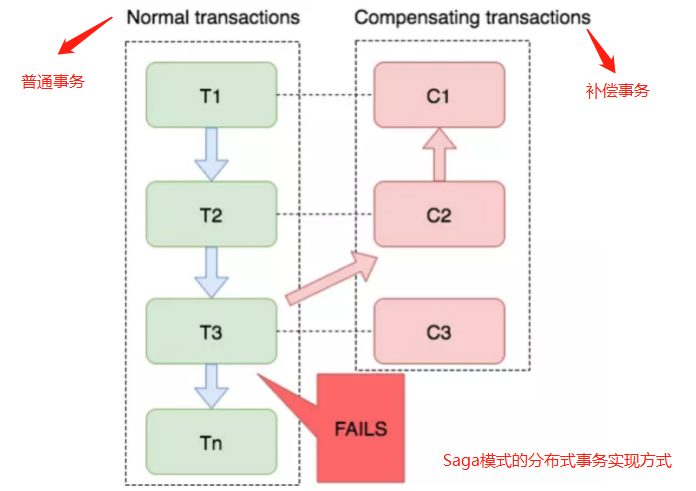 Normal transactions
Compensating transactions
普通事务
补偿事务
T1
C1
T2
C2
T3
C3
FAILS
Tn
Saga模式的分布式事务实现方式